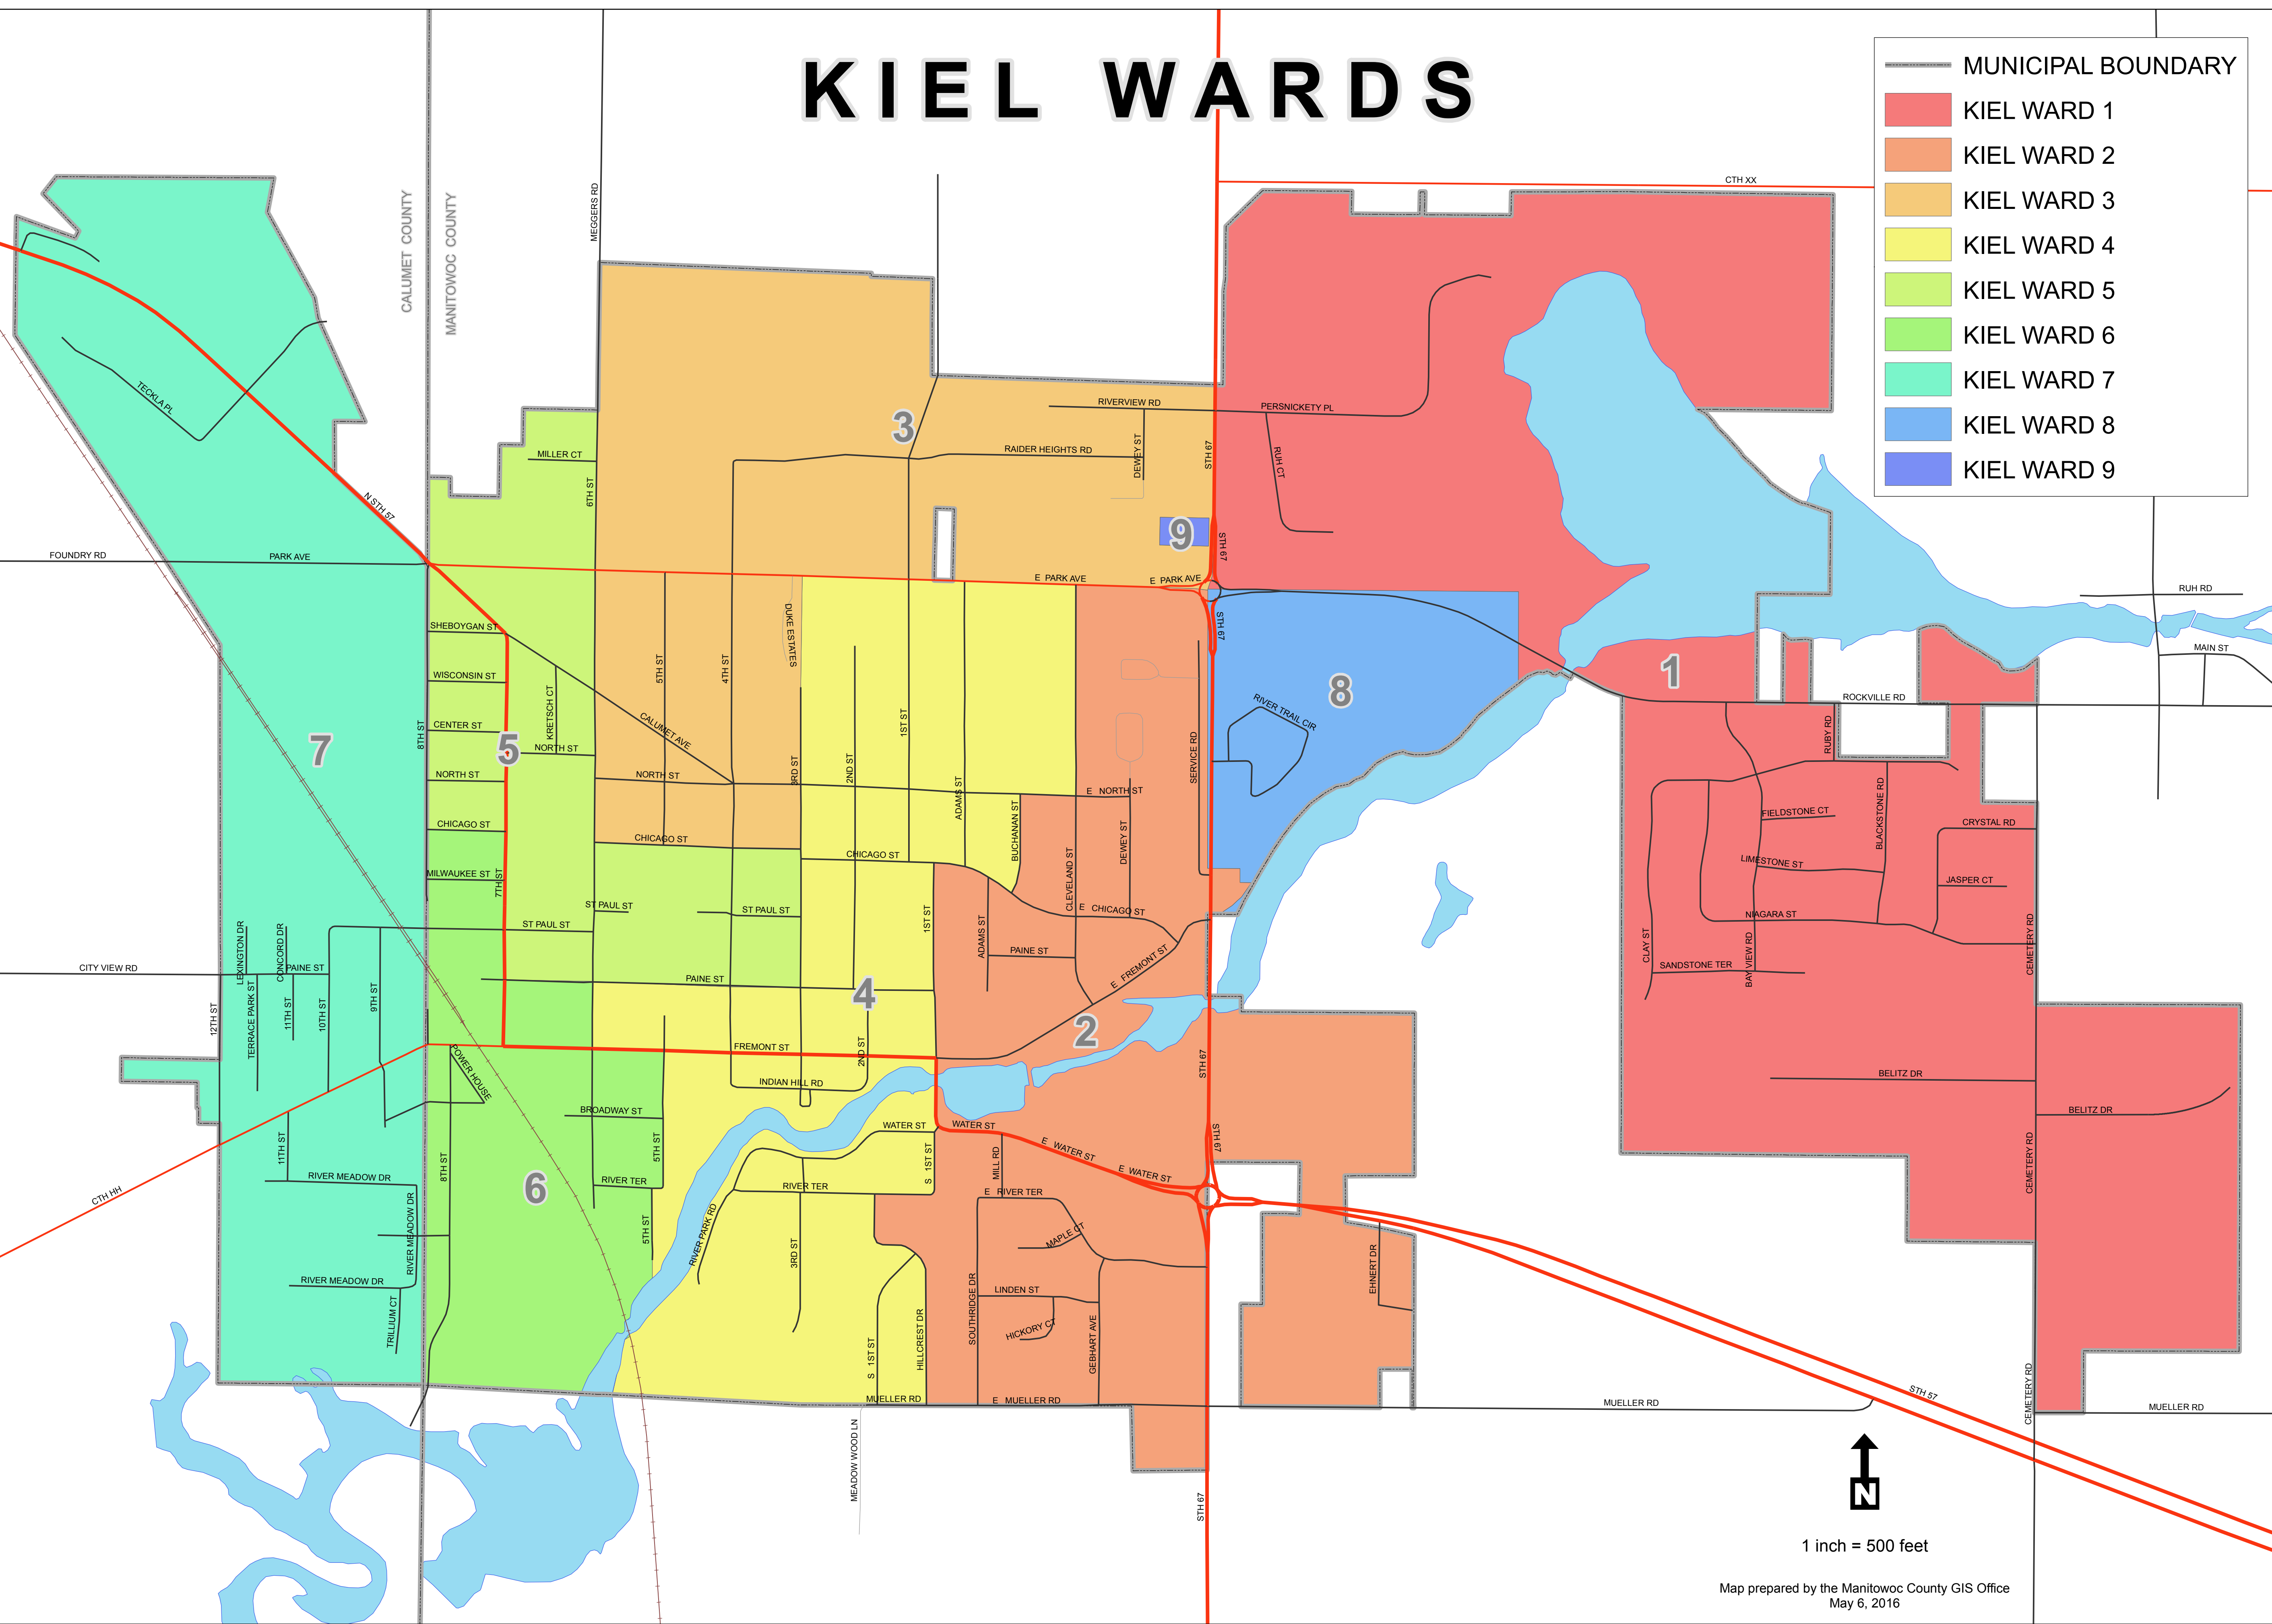 KIEL WARDS
MUNICIPAL BOUNDARY
KIEL WARD 1
KIEL WARD 2
KIEL WARD 3
KIEL WARD 4
KIEL WARD 5
KIEL WARD 6
KIEL WARD 7
KIEL WARD 8
KIEL WARD 9
CTH XX
CALUMET COUNTY
MANITOWOC COUNTY
MEGGERS RD
TECKLA PL
N STH 57
RIVERVIEW RD
PERSNICKETY PL
3
RAIDER HEIGHTS RD
DEWEY ST
STH 67
RUH CT
MILLER CT
6TH ST
9
STH 67
FOUNDRY RD
PARK AVE
E PARK AVE
E PARK AVE
RUH RD
SHEBOYGAN ST
DUKE ESTATES
STH 67
MAIN ST
WISCONSIN ST
5TH ST
4TH ST
1
8
ROCKVILLE RD
KRETSCH CT
CALUMET AVE
1ST ST
RIVER TRAIL CIR
RUBY RD
8TH ST
CENTER ST
7
5
NORTH ST
SERVICE RD
NORTH ST
NORTH ST
3RD ST
2ND ST
ADAMS ST
E NORTH ST
BUCHANAN ST
FIELDSTONE CT
BLACKSTONE RD
CRYSTAL RD
CHICAGO ST
CHICAGO ST
CHICAGO ST
DEWEY ST
CLEVELAND ST
LIMESTONE ST
JASPER CT
MILWAUKEE ST
7TH ST
ST PAUL ST
ST PAUL ST
E CHICAGO ST
NIAGARA ST
ST PAUL ST
1ST ST
ADAMS ST
CLAY ST
BAY VIEW RD
CEMETERY RD
LEXINGTON DR
CONCORD DR
PAINE ST
CITY VIEW RD
PAINE ST
PAINE ST
E FREMONT ST
SANDSTONE TER
12TH ST
TERRACE PARK ST
11TH ST
10TH ST
9TH ST
4
2
FREMONT ST
2ND ST
STH 67
POWER HOUSE
INDIAN HILL RD
BELITZ DR
BROADWAY ST
BELITZ DR
11TH ST
5TH ST
WATER ST
WATER ST
E WATER ST
STH 67
8TH ST
S 1ST ST
MILL RD
E WATER ST
CEMETERY RD
RIVER MEADOW DR
6
RIVER TER
RIVER TER
E RIVER TER
CTH HH
RIVER MEADOW DR
5TH ST
RIVER PARK RD
3RD ST
MAPLE CT
EHNERT DR
RIVER MEADOW DR
LINDEN ST
TRILLIUM CT
SOUTHRIDGE DR
HICKORY CT
GEBHART AVE
S 1ST ST
HILLCREST DR
MUELLER RD
E MUELLER RD
MUELLER RD
STH 57
CEMETERY RD
MUELLER RD
MEADOW WOOD LN
STH 67
N
1 inch = 500 feet
Map prepared by the Manitowoc County GIS Office
May 6, 2016